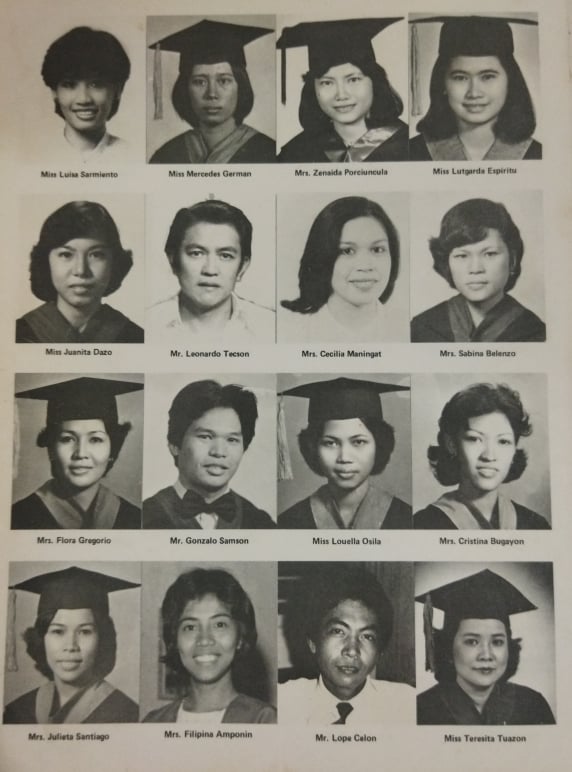 Miss Luisa Sarmiento
Miss Mercedes German
Mrs. Zenaida Porciuncula
Miss Lutgarda Espiritu
Miss Juanita Dazo
Mr. Leonardo Tecson
Mrs. Cecilia Maningat
Mrs. Sabina Belenzo
Mrs. Flora Gregorio
Mr. Gonzalo Samson
Miss Louella Osila
Mrs. Cristina Bugayon
Mrs. Julieta Santiago
Mrs. Filipina Amponin
Mr. Lope Calon
Miss Teresita Tuazon